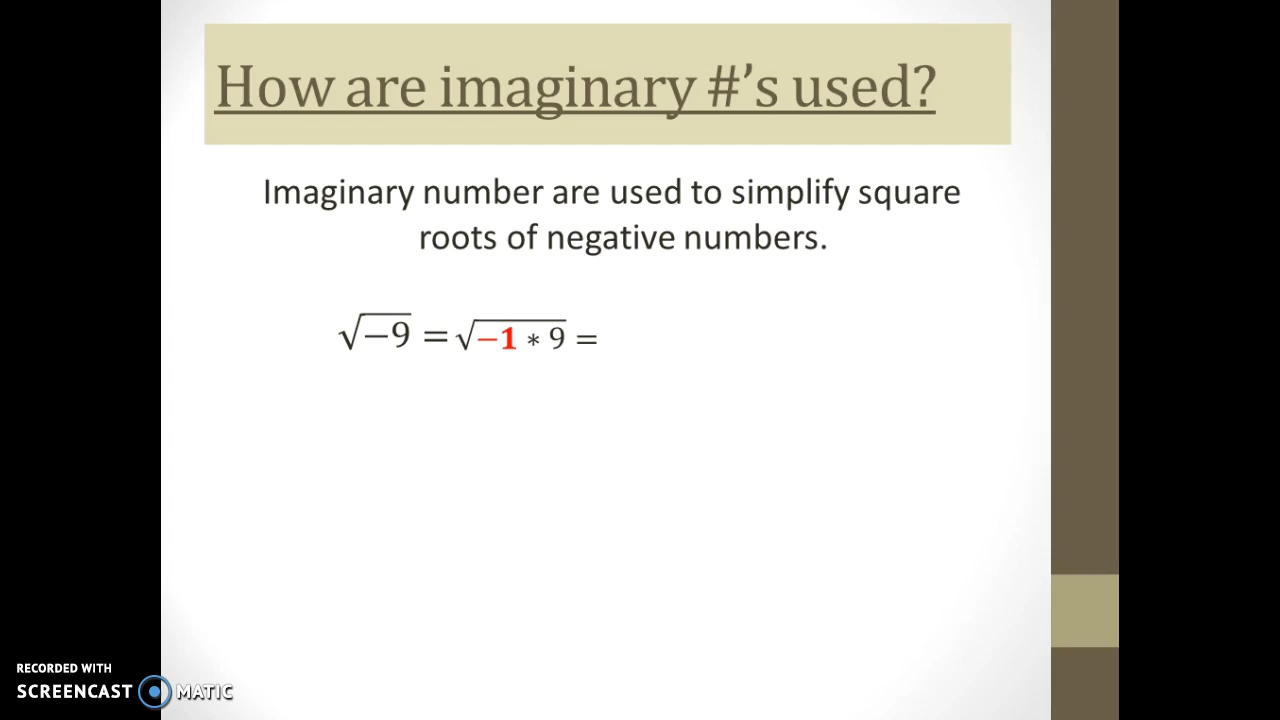 How are imaginary #’s used?
Imaginary number are used to simplify square
roots of negative numbers.
√−9 = √−1 * 9 =
RECORDED WITH
SCREENCAST MATIC